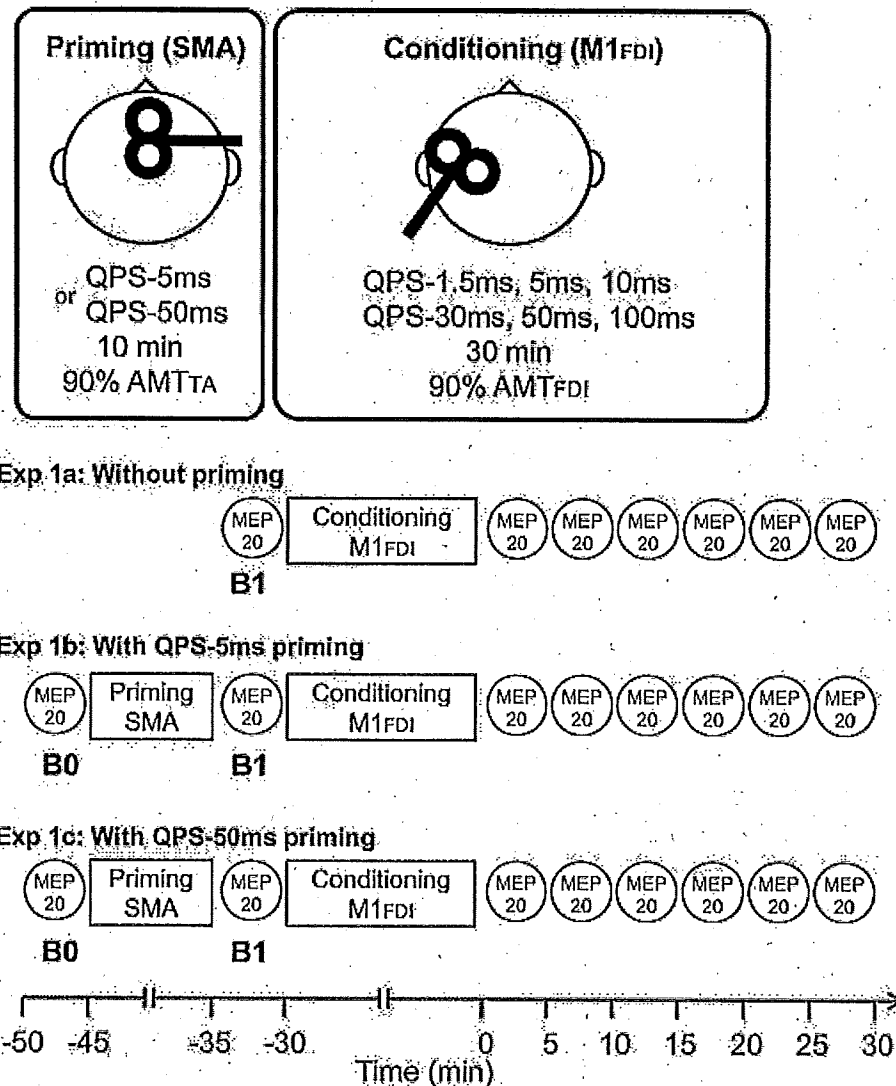 Priming (SMA)
Conditioning (M1FDI)
or QPS-5ms
QPS-50ms
10 min
90% AMTTA
QPS-1.5ms, 5ms, 10ms
QPS-30ms, 50ms, 100ms
30 min
90% AMTFDI
Exp 1a: Without priming
MEP 20
Conditioning M1FDI
MEP 20 MEP 20 MEP 20 MEP 20 MEP 20 MEP 20
B1
Exp 1b: With QPS-5ms priming
MEP 20
Priming SMA
MEP 20
Conditioning M1FDI
MEP 20 MEP 20 MEP 20 MEP 20 MEP 20 MEP 20
B0 B1
Exp 1c: With QPS-50ms priming
MEP 20
Priming SMA
MEP 20
Conditioning M1FDI
MEP 20 MEP 20 MEP 20 MEP 20 MEP 20 MEP 20
B0 B1
-50 -45 -35 -30 0 5 10 15 20 25 30
Time (min)